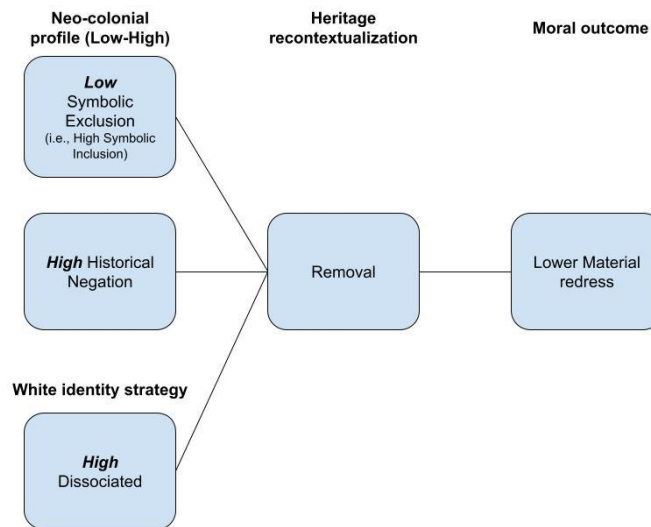 Neo-colonial
profile (Low-High)
Heritage
recontextualization
Moral outcome
Low
Symbolic
Exclusion
(i.e., High Symbolic
Inclusion)
High Historical
Negation
Removal
Lower Material
redress
White identity strategy
High
Dissociated